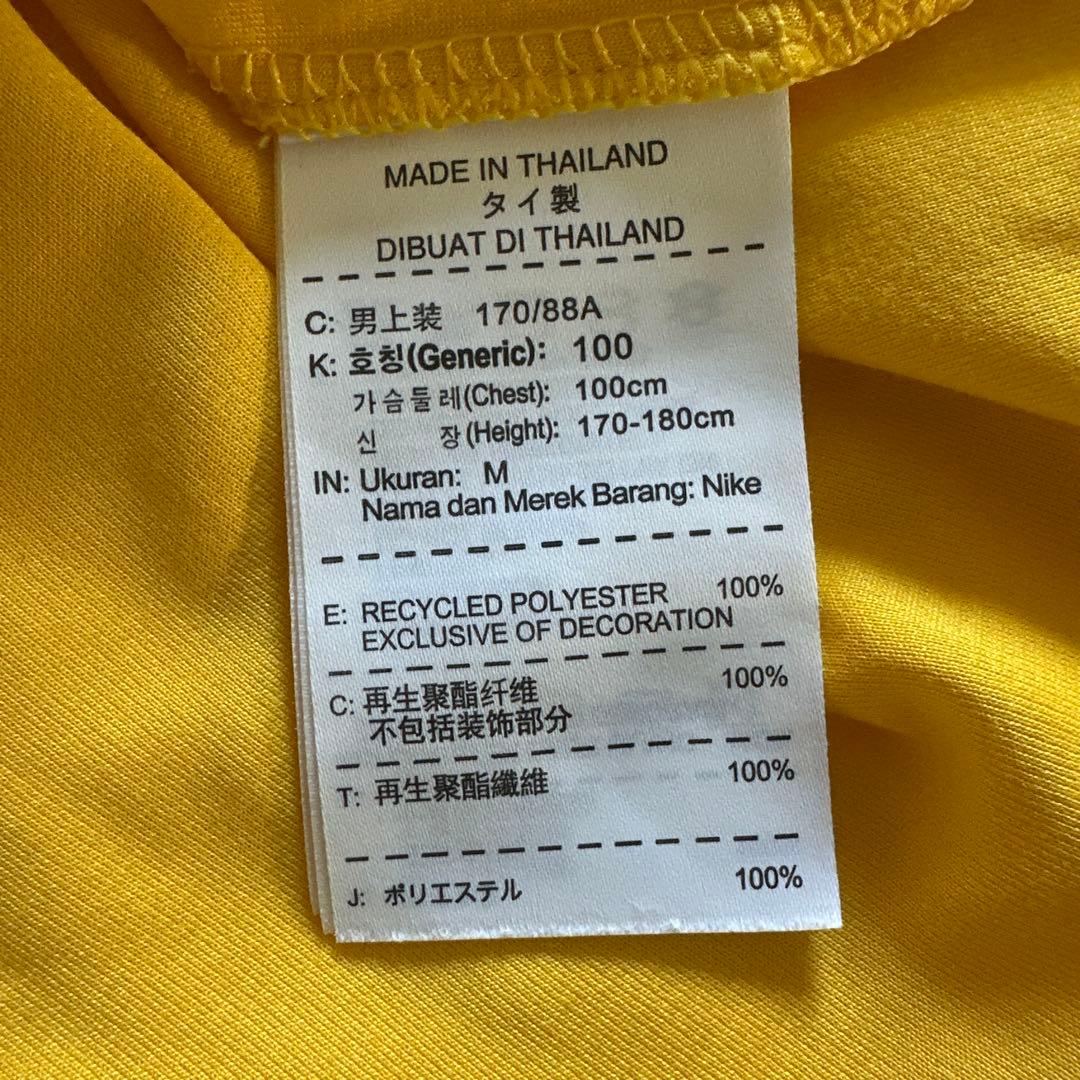 MADE IN THAILAND
タイ製
DIBUAT DI THAILAND
C: 男上装 170/88A
K: 호칭(Generic): 100
가슴둘레(Chest): 100cm
신 장(Height): 170-180cm
IN: Ukuran: M
Nama dan Merek Barang: Nike
E: RECYCLED POLYESTER 100%
EXCLUSIVE OF DECORATION
C: 再生聚酯纤维 100%
不包括装饰部分
T: 再生聚酯纖維 100%
J: ポリエステル 100%